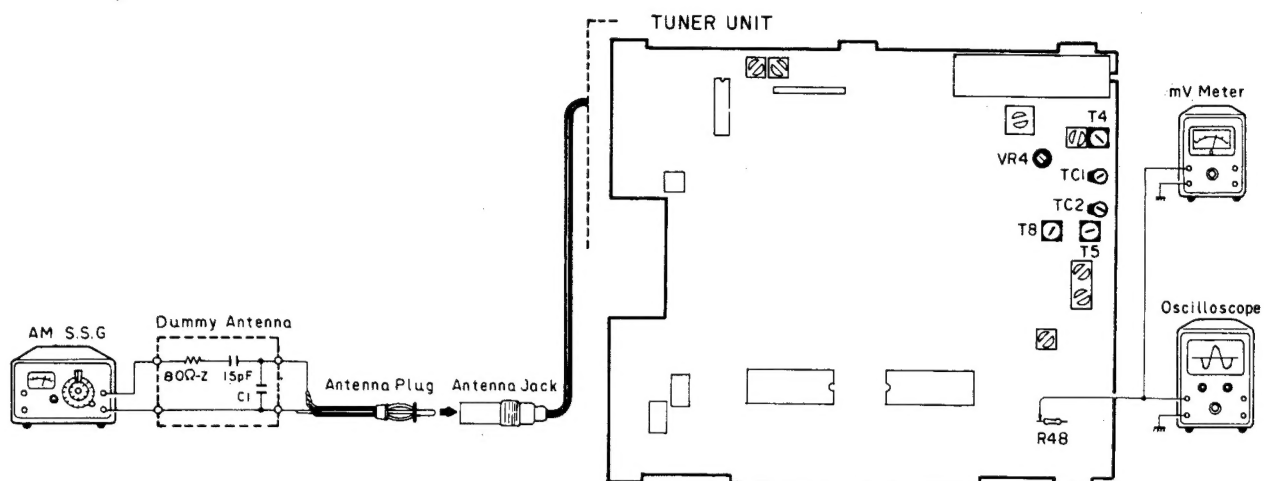 TUNER UNIT
mV Meter
T4
VR4
TC1
TC2
T8
T5
Oscilloscope
AM S.S.G
Dummy Antenna
80Ω-Z
15pF
C1
Antenna Plug
Antenna Jack
R48